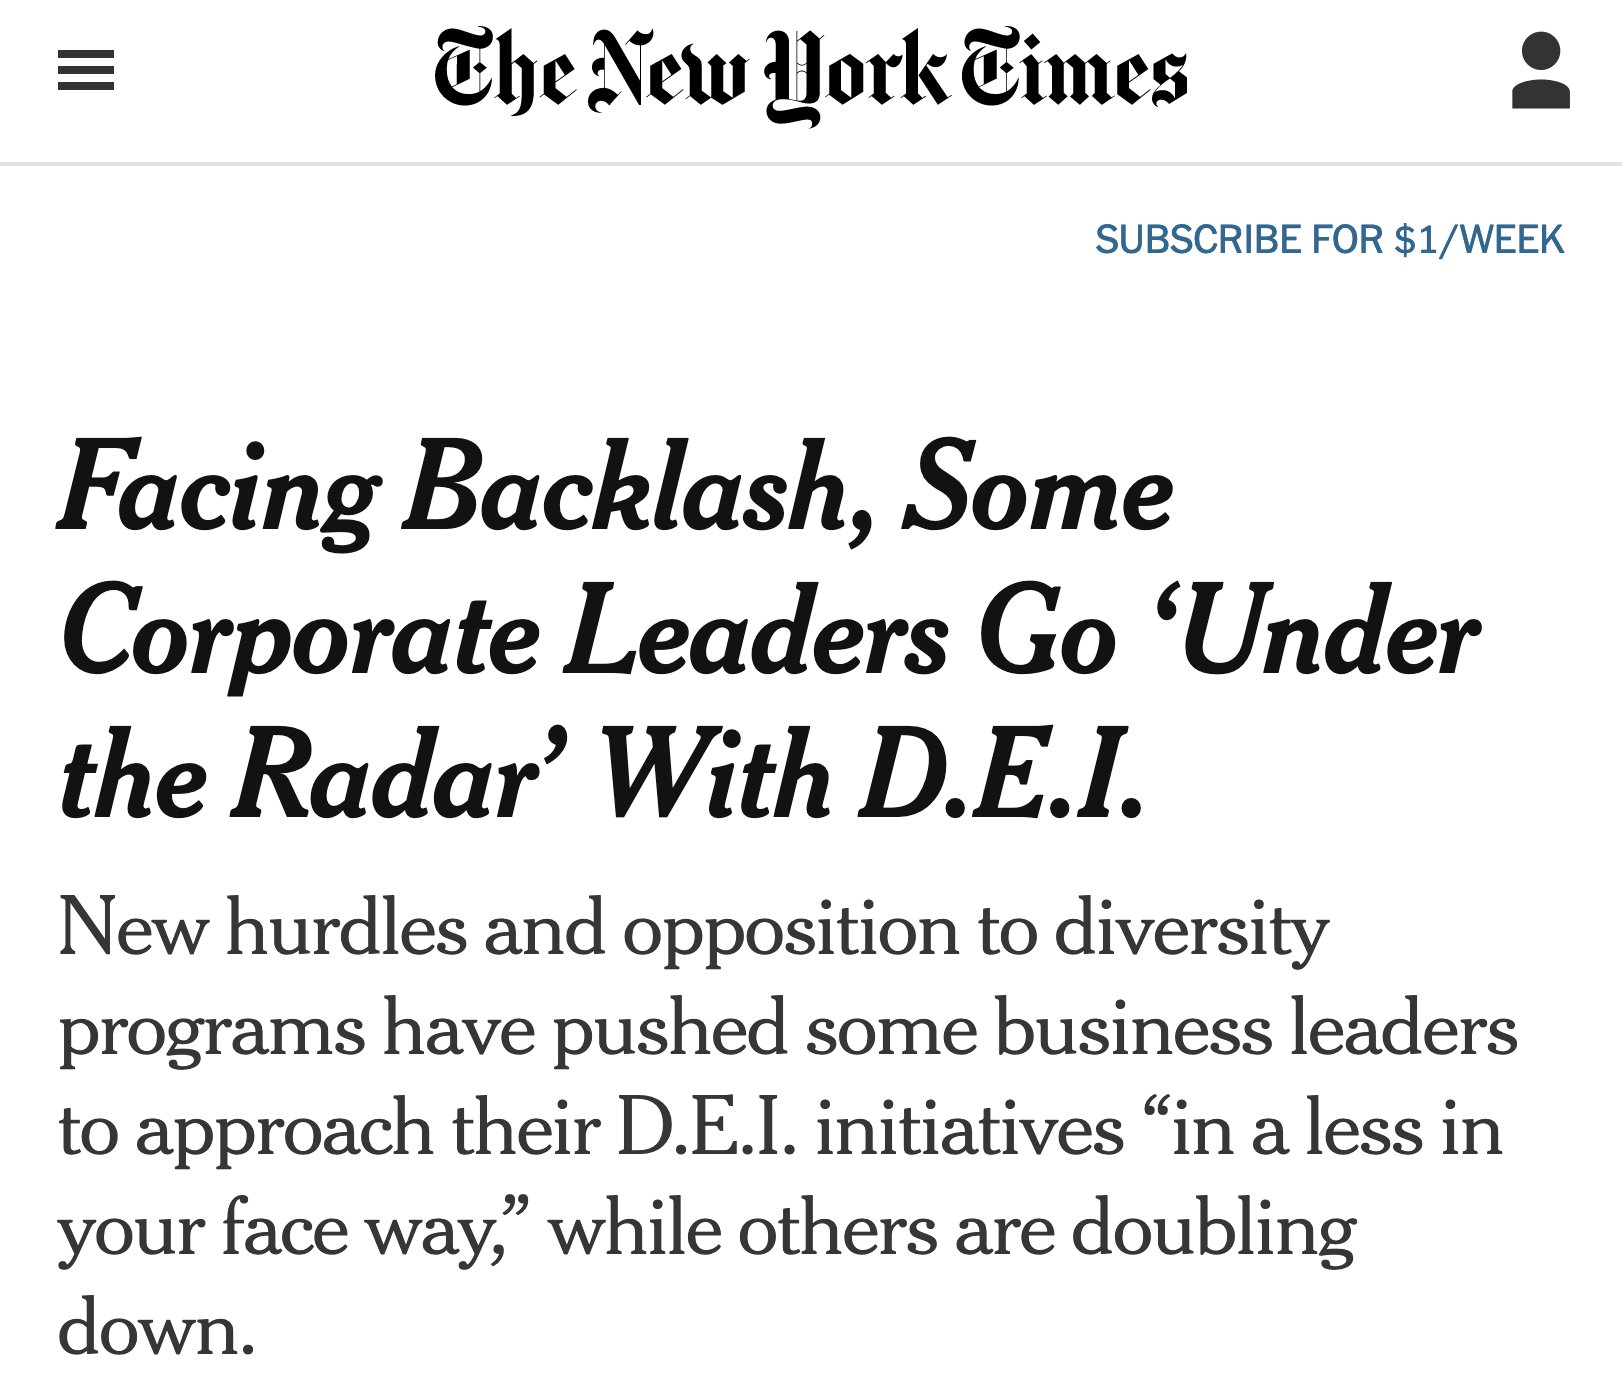 The New York Times
SUBSCRIBE FOR $1/WEEK
Facing Backlash, Some
Corporate Leaders Go ‘Under
the Radar’ With D.E.I.
New hurdles and opposition to diversity
programs have pushed some business leaders
to approach their D.E.I. initiatives “in a less in
your face way,” while others are doubling
down.